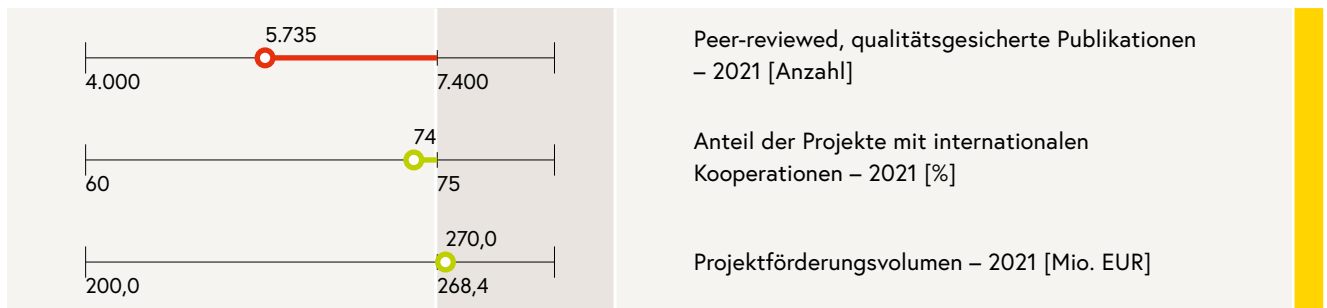 5.735
4.000 7.400
Peer-reviewed, qualitätsgesicherte Publikationen
– 2021 [Anzahl]
74
60 75
Anteil der Projekte mit internationalen
Kooperationen – 2021 [%]
270,0
200,0 268,4
Projektförderungsvolumen – 2021 [Mio. EUR]